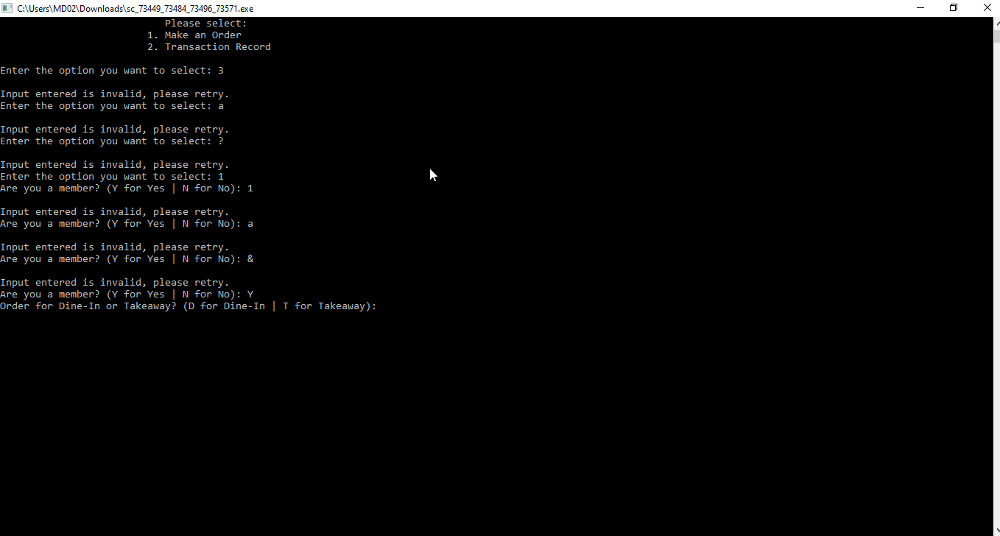 C:\Users\MD02\Downloads\sc_73449_73484_73496_73571.exe
Please select:
1. Make an Order
2. Transaction Record
Enter the option you want to select: 3
Input entered is invalid, please retry.
Enter the option you want to select: a
Input entered is invalid, please retry.
Enter the option you want to select: ?
Input entered is invalid, please retry.
Enter the option you want to select: 1
Are you a member? (Y for Yes | N for No): 1
Input entered is invalid, please retry.
Are you a member? (Y for Yes | N for No): a
Input entered is invalid, please retry.
Are you a member? (Y for Yes | N for No): &
Input entered is invalid, please retry.
Are you a member? (Y for Yes | N for No): Y
Order for Dine-In or Takeaway? (D for Dine-In | T for Takeaway):